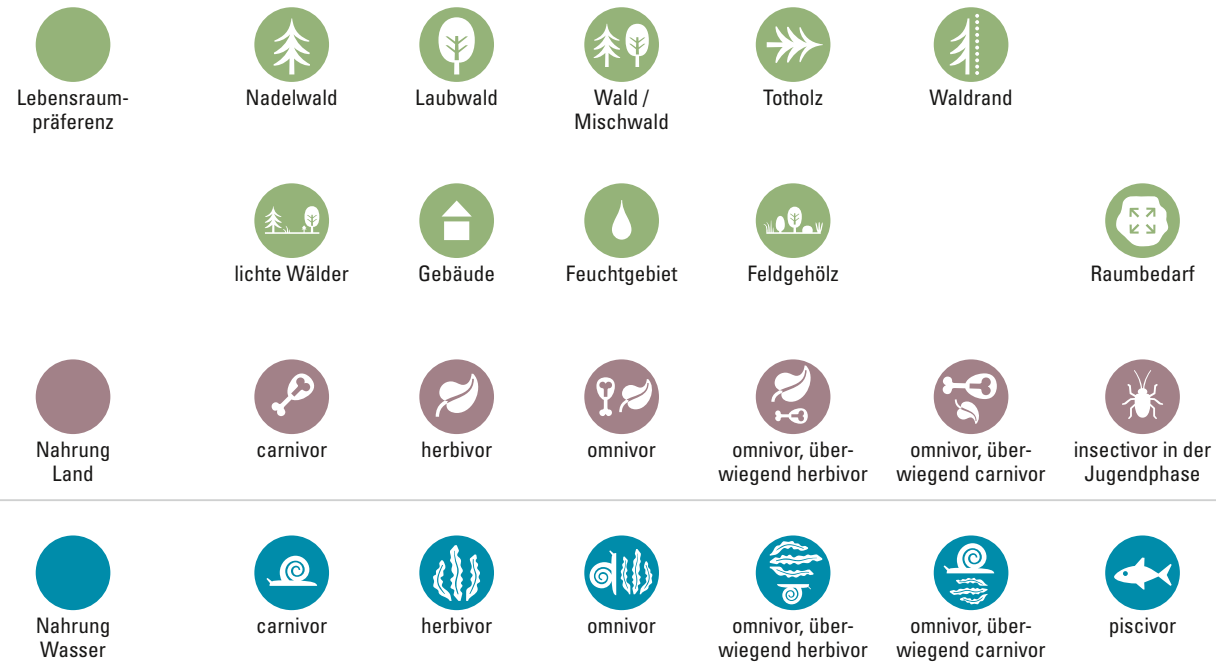 Lebensraum-
präferenz
Nadelwald
Laubwald
Wald /
Mischwald
Totholz
Waldrand
lichte Wälder
Gebäude
Feuchtgebiet
Feldgehölz
Raumbedarf
Nahrung
Land
carnivor
herbivor
omnivor
omnivor, über-
wiegend herbivor
omnivor, über-
wiegend carnivor
insectivor in der
Jugendphase
Nahrung
Wasser
carnivor
herbivor
omnivor
omnivor, über-
wiegend herbivor
omnivor, über-
wiegend carnivor
piscivor